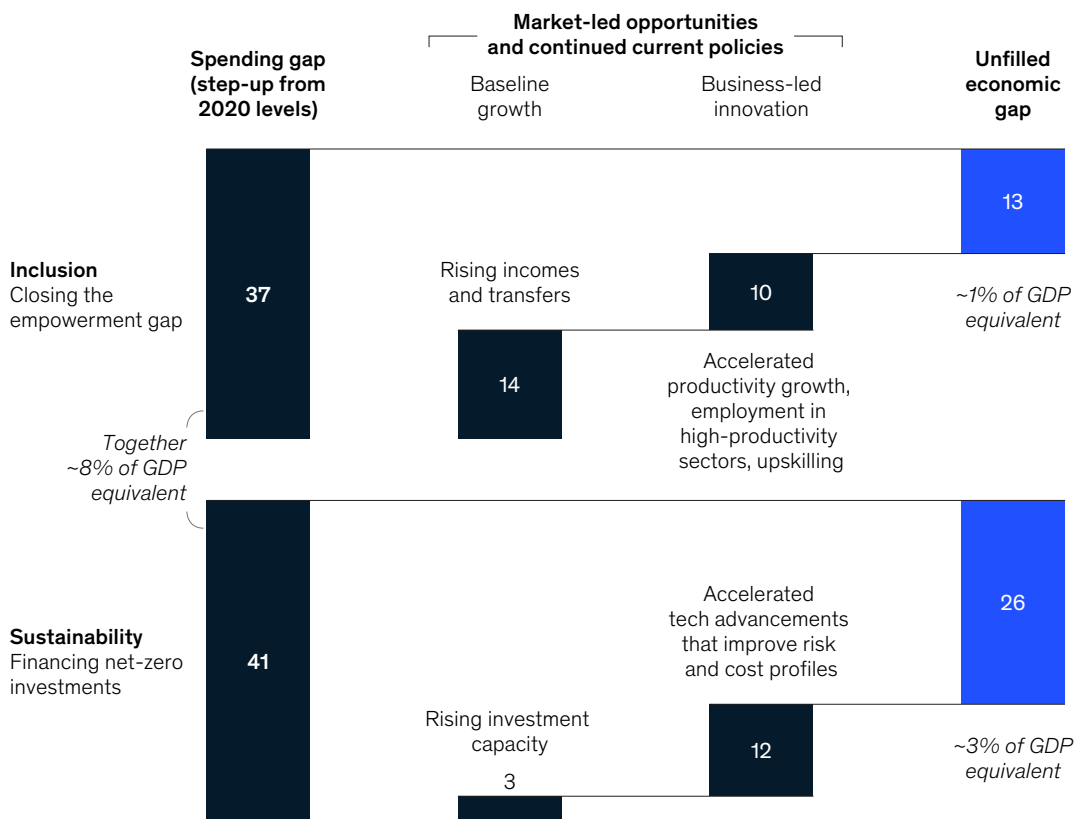 Market-led opportunities
and continued current policies
Spending gap
(step-up from
2020 levels)
Baseline
growth
Business-led
innovation
Unfilled
economic
gap
Inclusion
Closing the
empowerment gap
37
Rising incomes
and transfers
14
10
Accelerated
productivity growth,
employment in
high-productivity
sectors, upskilling
13
~1% of GDP
equivalent
Together
~8% of GDP
equivalent
Sustainability
Financing net-zero
investments
41
Rising investment
capacity
3
Accelerated
tech advancements
that improve risk
and cost profiles
12
26
~3% of GDP
equivalent